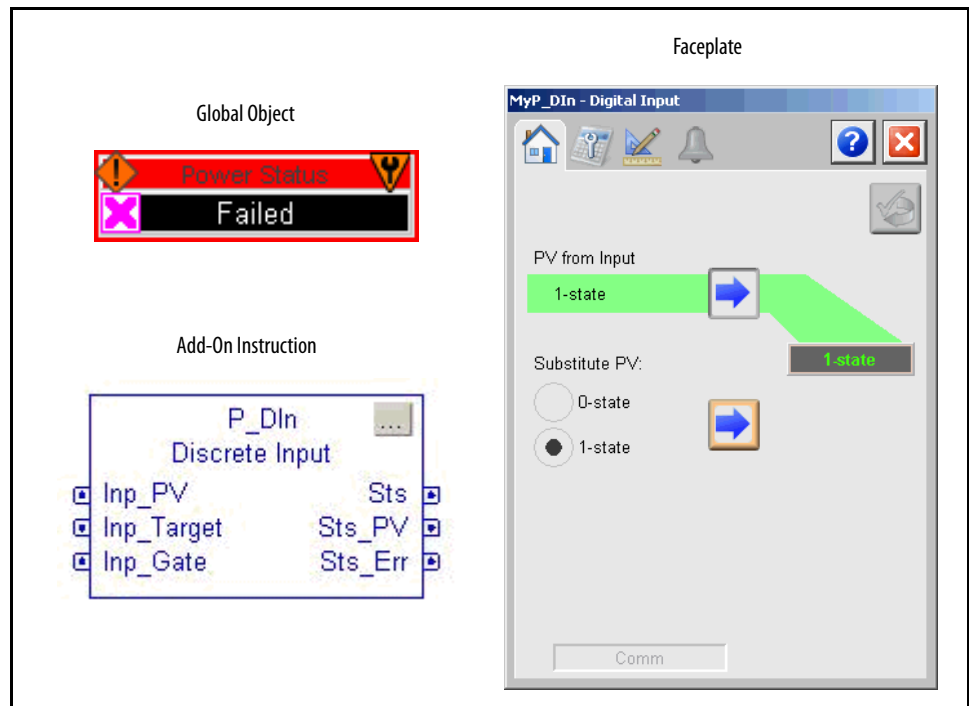 Faceplate
Global Object
Power Status
Failed
Add-On Instruction
P_DIn
...
Discrete Input
Inp_PV Sts
Inp_Target Sts_PV
Inp_Gate Sts_Err
MyP_DIn - Digital Input
?
PV from Input
1-state
1-state
Substitute PV:
0-state
1-state
Comm